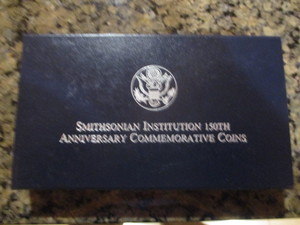 SMITHSONIAN INSTITUTION 150TH
ANNIVERSARY COMMEMORATIVE COINS